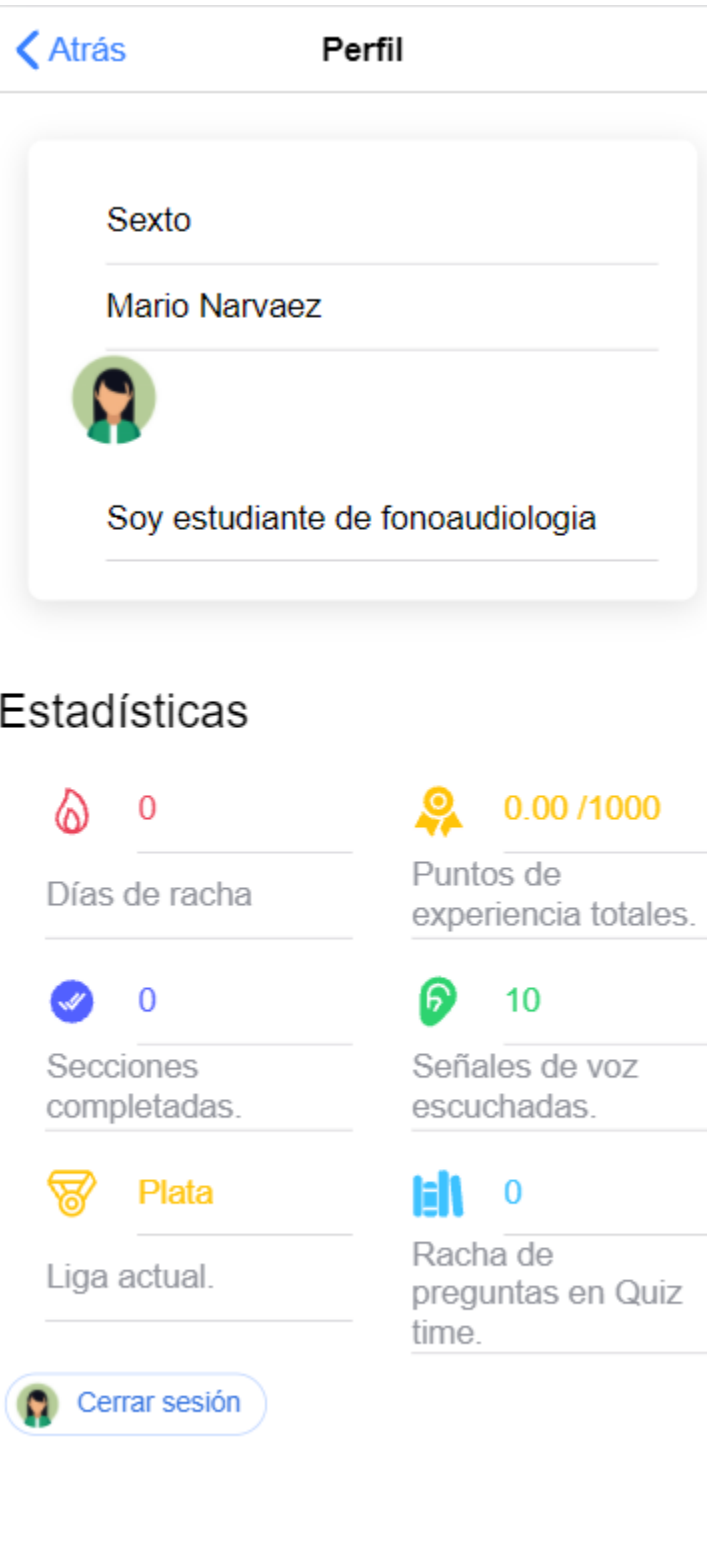 Atrás
Perfil
Sexto
Mario Narvaez
Soy estudiante de fonoaudiologia
Estadísticas
0
Días de racha
0.00 /1000
Puntos de
experiencia totales.
0
Secciones
completadas.
10
Señales de voz
escuchadas.
Plata
Liga actual.
0
Racha de
preguntas en Quiz
time.
Cerrar sesión